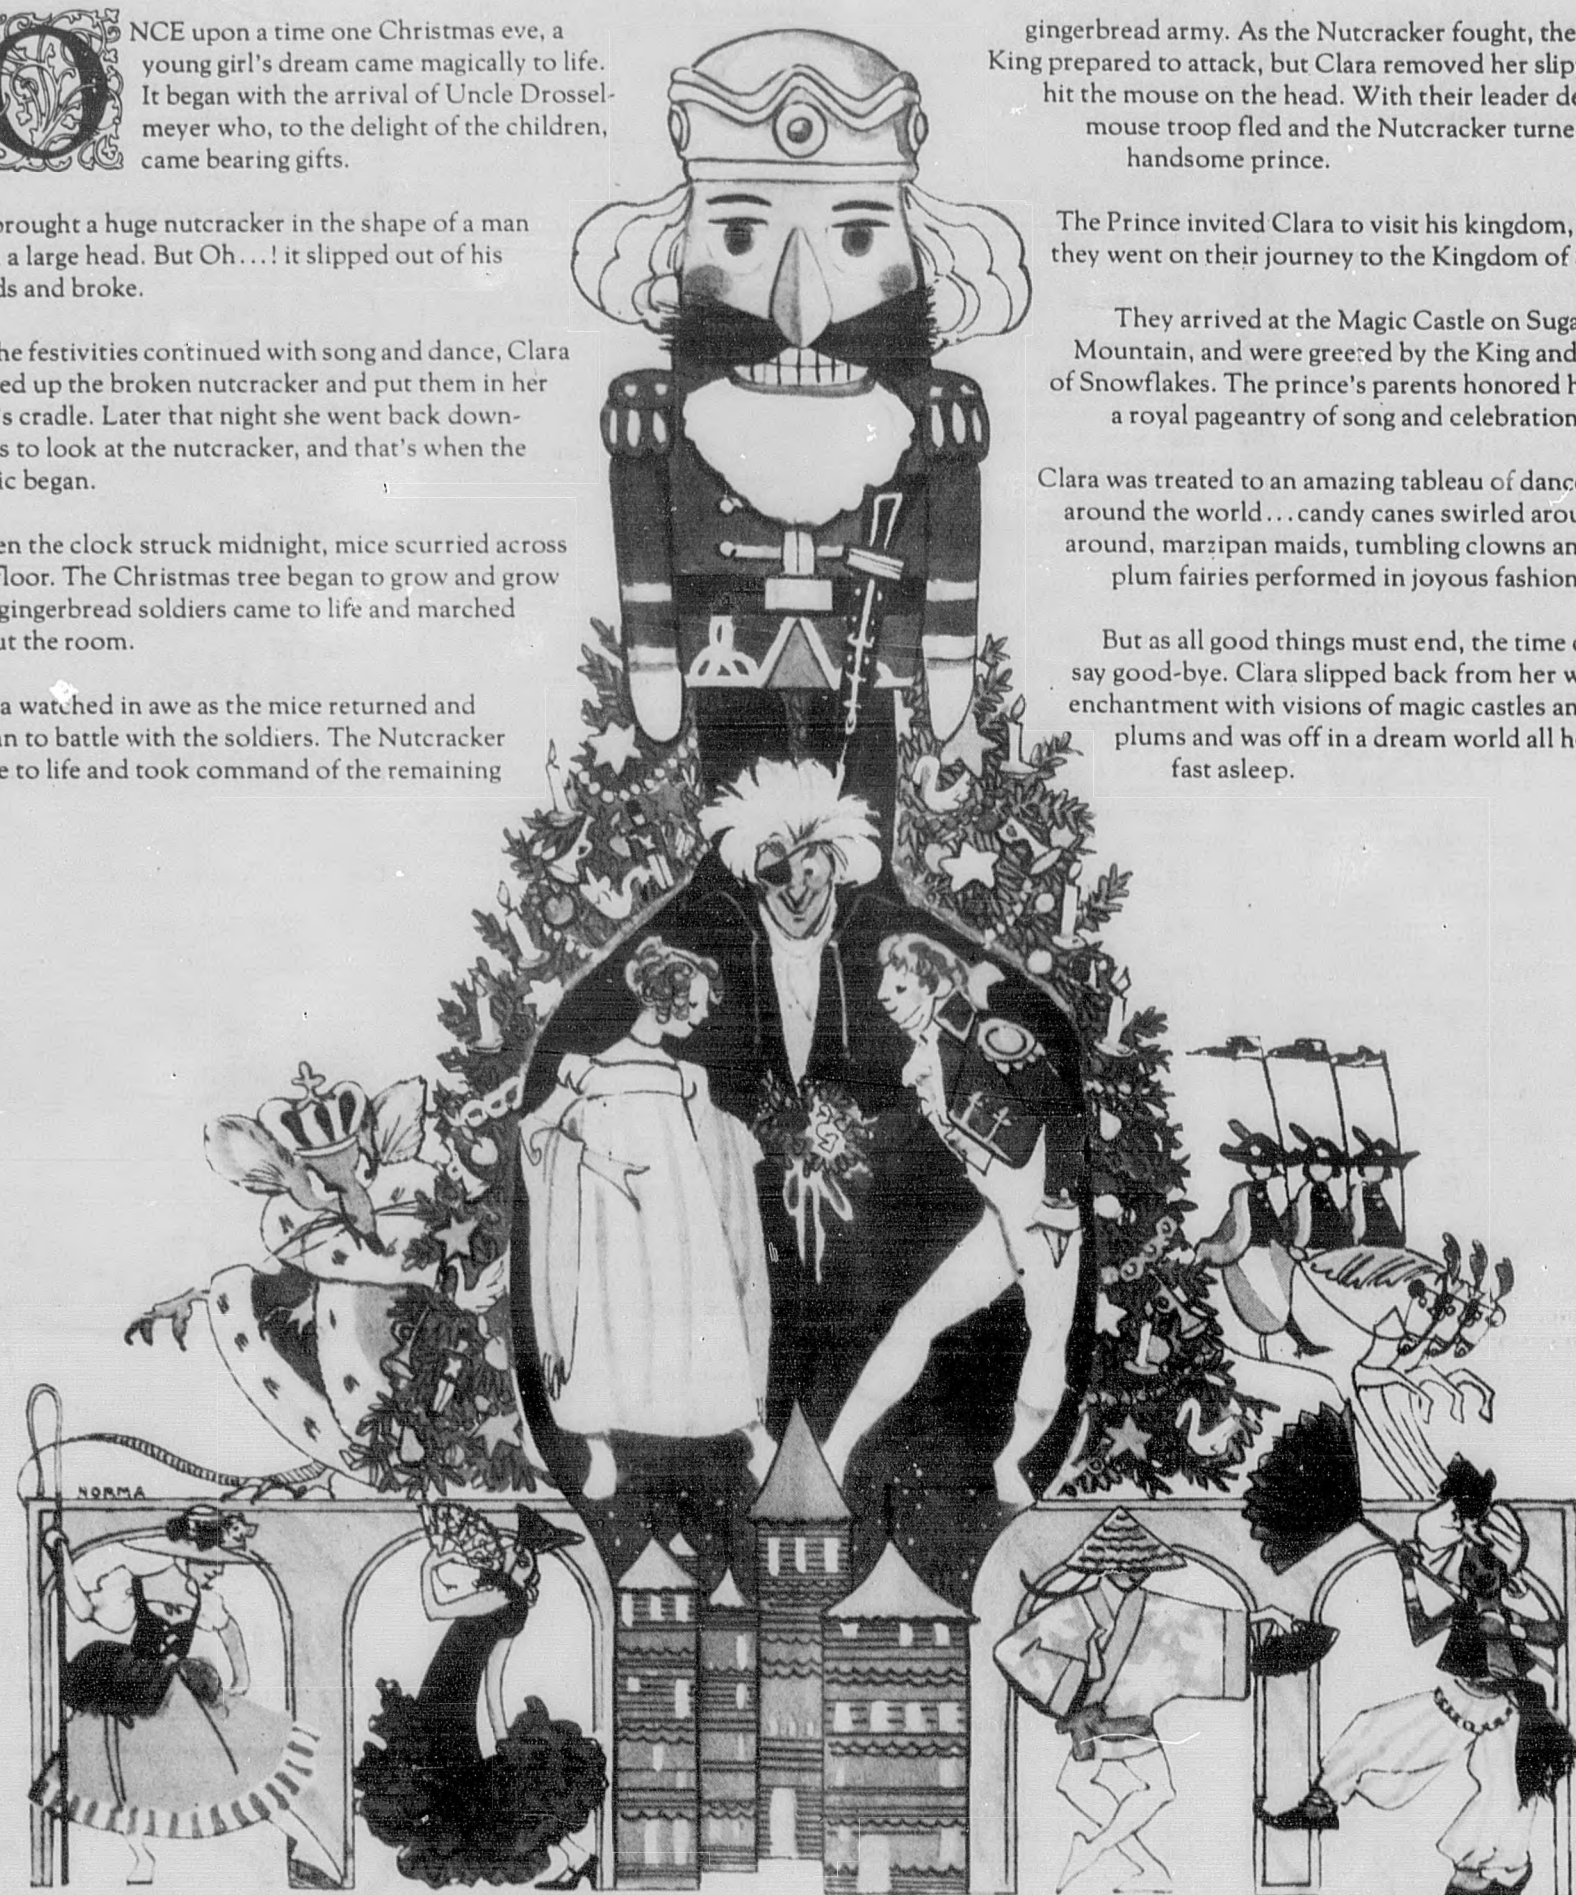 ONCE upon a time one Christmas eve, a
young girl's dream came magically to life.
It began with the arrival of Uncle Drossel-
meyer who, to the delight of the children,
came bearing gifts.
brought a huge nutcracker in the shape of a man
a large head. But Oh...! it slipped out of his
ds and broke.
he festivities continued with song and dance, Clara
ed up the broken nutcracker and put them in her
's cradle. Later that night she went back down-
s to look at the nutcracker, and that's when the
ic began.
en the clock struck midnight, mice scurried across
floor. The Christmas tree began to grow and grow
gingerbread soldiers came to life and marched
ut the room.
a watched in awe as the mice returned and
an to battle with the soldiers. The Nutcracker
e to life and took command of the remaining
gingerbread army. As the Nutcracker fought, the
King prepared to attack, but Clara removed her slip
hit the mouse on the head. With their leader de
mouse troop fled and the Nutcracker turne
handsome prince.
The Prince invited Clara to visit his kingdom,
they went on their journey to the Kingdom of
They arrived at the Magic Castle on Suga
Mountain, and were greeted by the King and
of Snowflakes. The prince's parents honored h
a royal pageantry of song and celebration
Clara was treated to an amazing tableau of danc
around the world...candy canes swirled arou
around, marzipan maids, tumbling clowns an
plum fairies performed in joyous fashion
But as all good things must end, the time
say good-bye. Clara slipped back from her w
enchantment with visions of magic castles an
plums and was off in a dream world all h
fast asleep.
NORMA